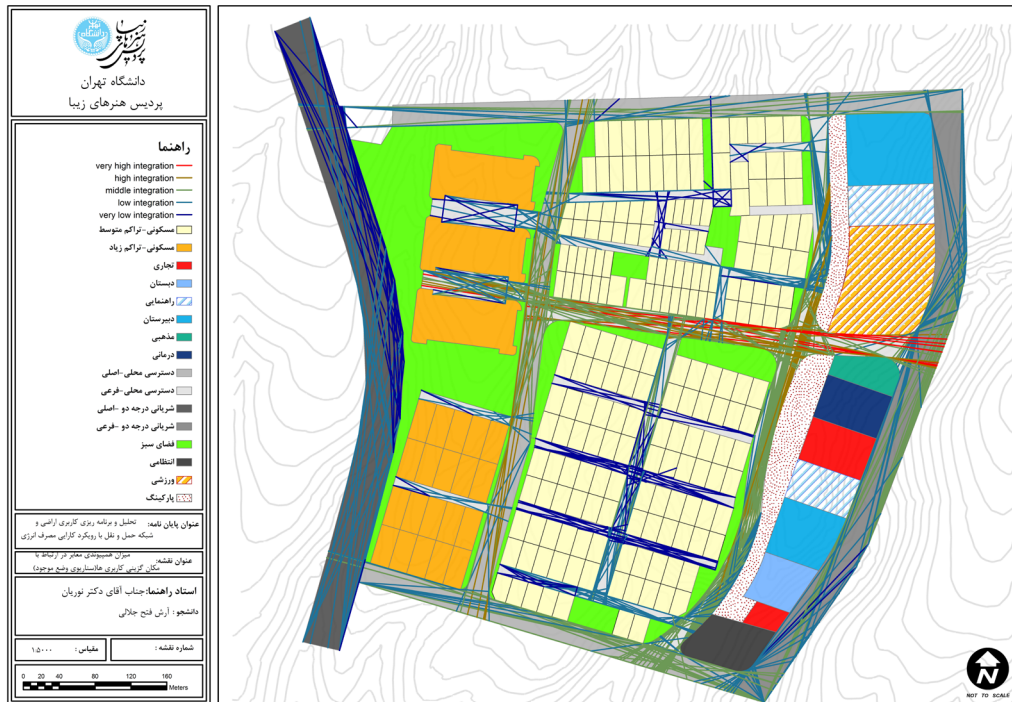 دانشگاه تهران
پردیس هنرهای زیبا
راهنما
very high integration
high integration
middle integration
low integration
very low integration
مسکونی-تراکم متوسط
مسکونی-تراکم زیاد
تجاری
دبستان
راهنمایی
دبیرستان
مذهبی
درمانی
دسترسی محلی-اصلی
دسترسی محلی-فرعی
شریانی درجه دو -اصلی
شریانی درجه دو -فرعی
فضای سبز
انتظامی
ورزشی
پارکینگ
عنوان پایان نامه: تحلیل و برنامه ریزی کاربری اراضی و
شبکه حمل و نقل با رویکرد کارایی مصرف انرژی
عنوان نقشه: میزان همپیوندی معابر در ارتباط با
مکان گزینی کاربری ها(سناریوی وضع موجود)
استاد راهنما:جناب آقای دکتر نوریان
دانشجو : آرش فتح جلالی
شماره نقشه : مقیاس : ۱:۵۰۰۰
0 20 40 80 120 160
Meters
N
NOT TO SCALE